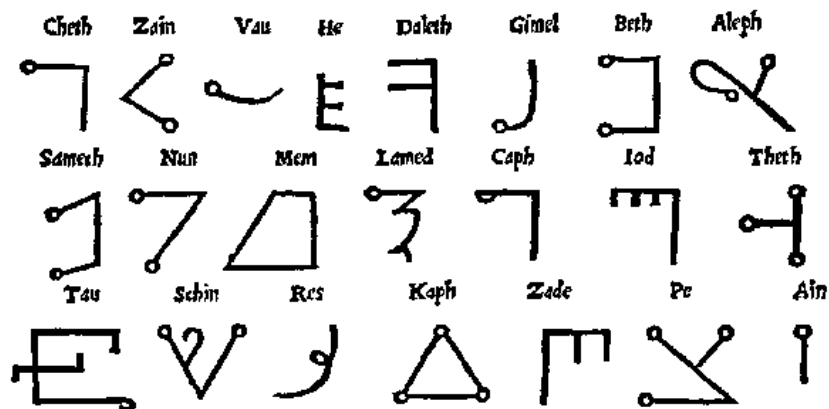 Cheth Zain Vau He Daleth Gimel Beth Aleph
Samech Nun Mem Lamed Caph Iod Theth
Tau Schin Res Kaph Zade Pe Ain